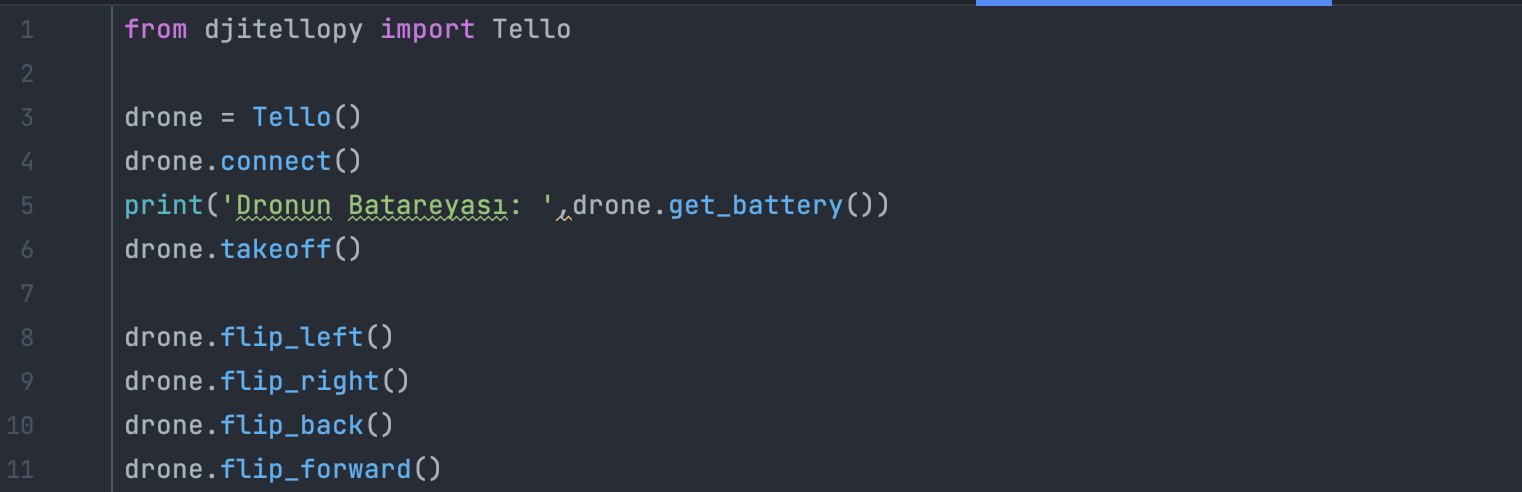 1 from djitellopy import Tello
2
3 drone = Tello()
4 drone.connect()
5 print('Dronun Batareyası: ',drone.get_battery())
6 drone.takeoff()
7
8 drone.flip_left()
9 drone.flip_right()
10 drone.flip_back()
11 drone.flip_forward()